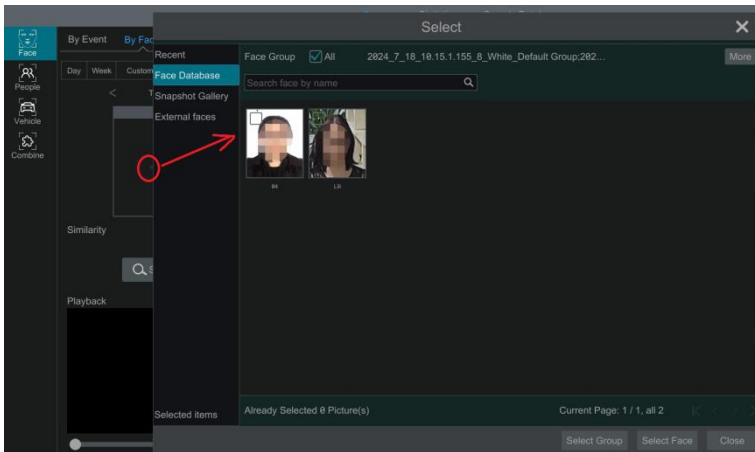 Select
Face
People
Vehicle
Combine
By Event By Fac
Day Week Custom
Similarity
Playback
Recent
Face Database
Snapshot Gallery
External faces
Selected items
Face Group All 2024_7_18_10.15.1.155_8_White_Default Group;202... More
Search face by name
Already Selected 0 Picture(s) Current Page: 1 / 1, all 2
Select Group Select Face Close